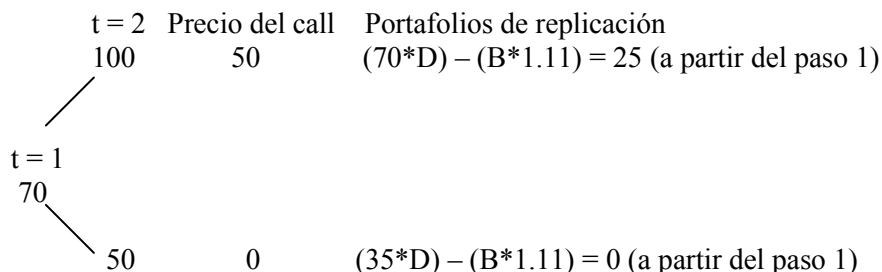 t = 2 Precio del call Portafolios de replicación
100 50 (70*D) – (B*1.11) = 25 (a partir del paso 1)
t = 1
70
50 0 (35*D) – (B*1.11) = 0 (a partir del paso 1)